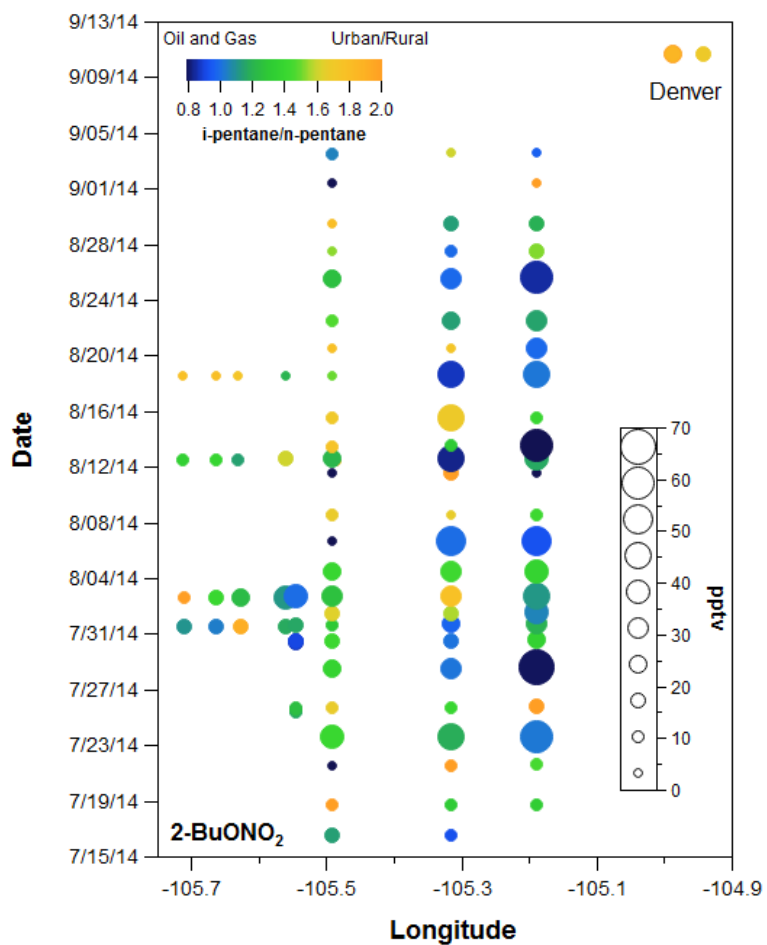 9/13/14
Oil and Gas Urban/Rural
0.8 1.0 1.2 1.4 1.6 1.8 2.0
i-pentane/n-pentane
Denver
9/09/14
9/05/14
9/01/14
8/28/14
8/24/14
8/20/14
8/16/14
8/12/14
8/08/14
8/04/14
7/31/14
7/27/14
7/23/14
7/19/14
7/15/14
Date
70
60
50
40
30
20
10
0
pptv
2-BuONO₂
-105.7 -105.5 -105.3 -105.1 -104.9
Longitude